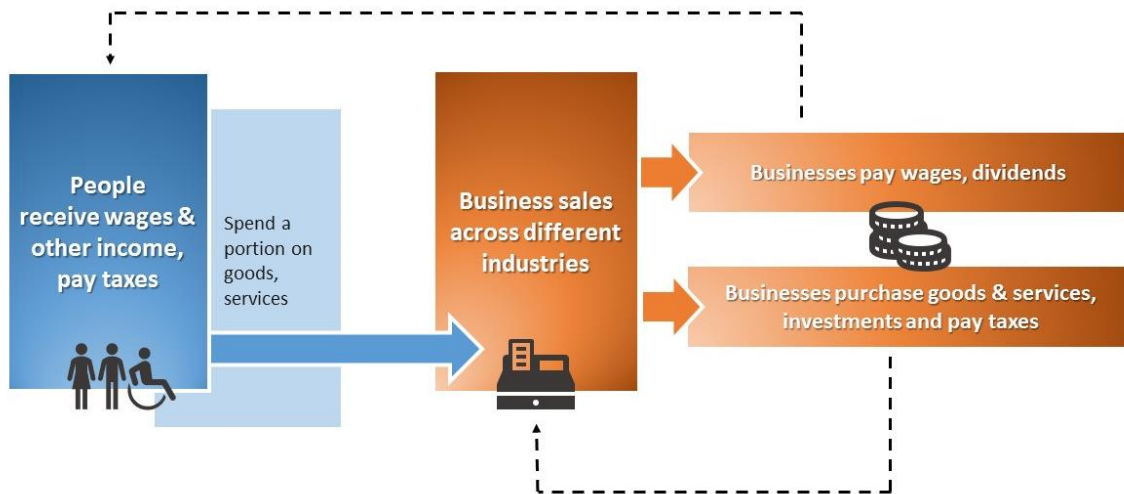 People
receive wages &
other income,
pay taxes
Spend a
portion on
goods,
services
Business sales
across different
industries
Businesses pay wages, dividends
Businesses purchase goods & services,
investments and pay taxes